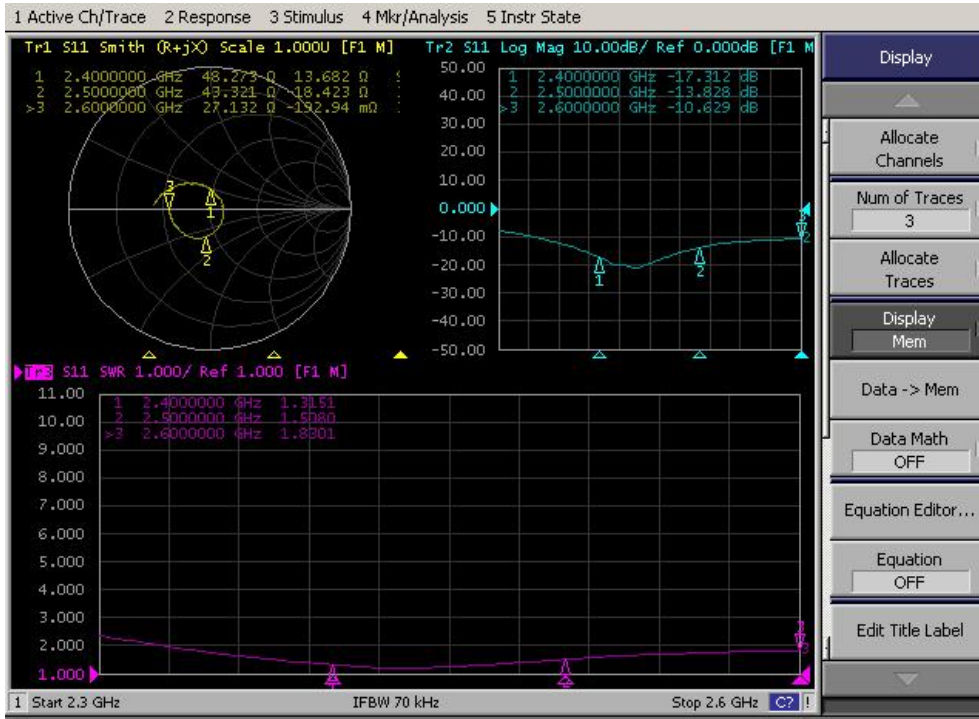 1 Active Ch/Trace 2 Response 3 Stimulus 4 Mkr/Analysis 5 Instr State
Tr1 S11 Smith (R+jX) Scale 1.000U [F1 M]
1 2.4000000 GHz 48.273 Ω 13.682 Ω
2 2.5000000 GHz 43.321 Ω 18.423 Ω
>3 2.6000000 GHz 27.132 Ω -192.94 mΩ
3
1
2
Tr2 S11 Log Mag 10.00dB/ Ref 0.000dB [F1 M
50.00
40.00
30.00
20.00
10.00
0.000
-10.00
-20.00
-30.00
-40.00
-50.00
1 2.4000000 GHz -17.312 dB
2 2.5000000 GHz -13.828 dB
>3 2.6000000 GHz -10.629 dB
1
2
3
2
Tr3 S11 SWR 1.000/ Ref 1.000 [F1 M]
11.00
10.00
9.000
8.000
7.000
6.000
5.000
4.000
3.000
2.000
1.000
1 2.4000000 GHz 1.3151
2 2.5000000 GHz 1.5080
>3 2.6000000 GHz 1.8301
3
1 Start 2.3 GHz IFBW 70 kHz Stop 2.6 GHz C? !
Display
Allocate
Channels
Num of Traces
3
Allocate
Traces
Display
Mem
Data -> Mem
Data Math
OFF
Equation Editor...
Equation
OFF
Edit Title Label